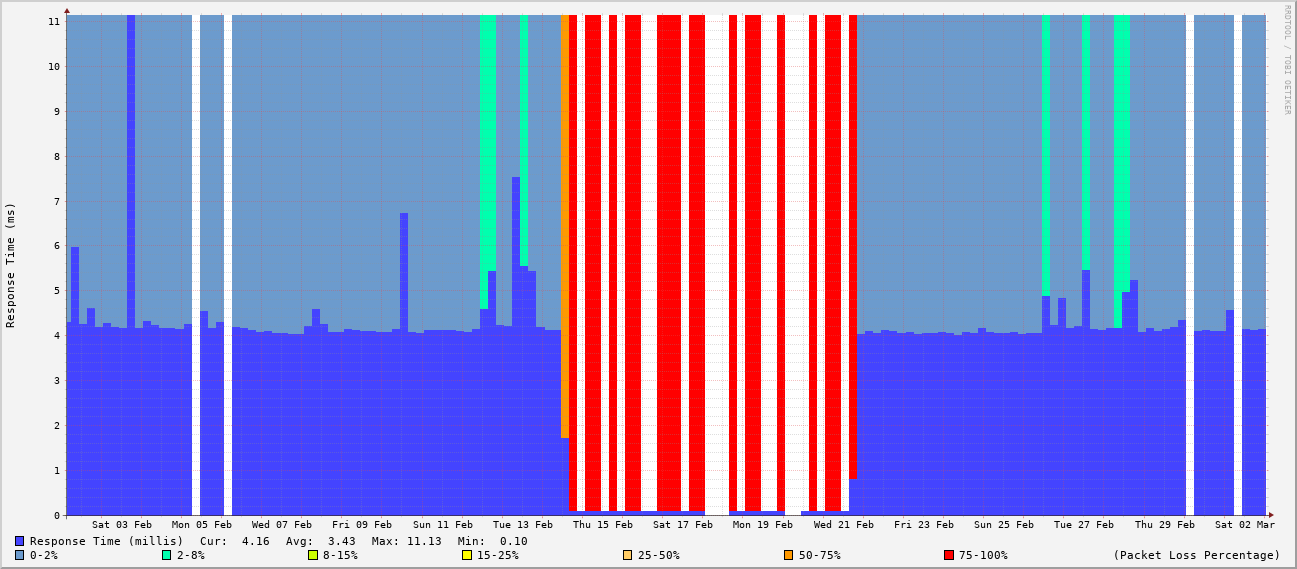 RRDTOOL / TOBI OETIKER
Response Time (ms)
11
10
9
8
7
6
5
4
3
2
1
0
Sat 03 Feb Mon 05 Feb Wed 07 Feb Fri 09 Feb Sun 11 Feb Tue 13 Feb Thu 15 Feb Sat 17 Feb Mon 19 Feb Wed 21 Feb Fri 23 Feb Sun 25 Feb Tue 27 Feb Thu 29 Feb Sat 02 Mar
Response Time (millis) Cur: 4.16 Avg: 3.43 Max: 11.13 Min: 0.10
0-2% 2-8% 8-15% 15-25% 25-50% 50-75% 75-100% (Packet Loss Percentage)